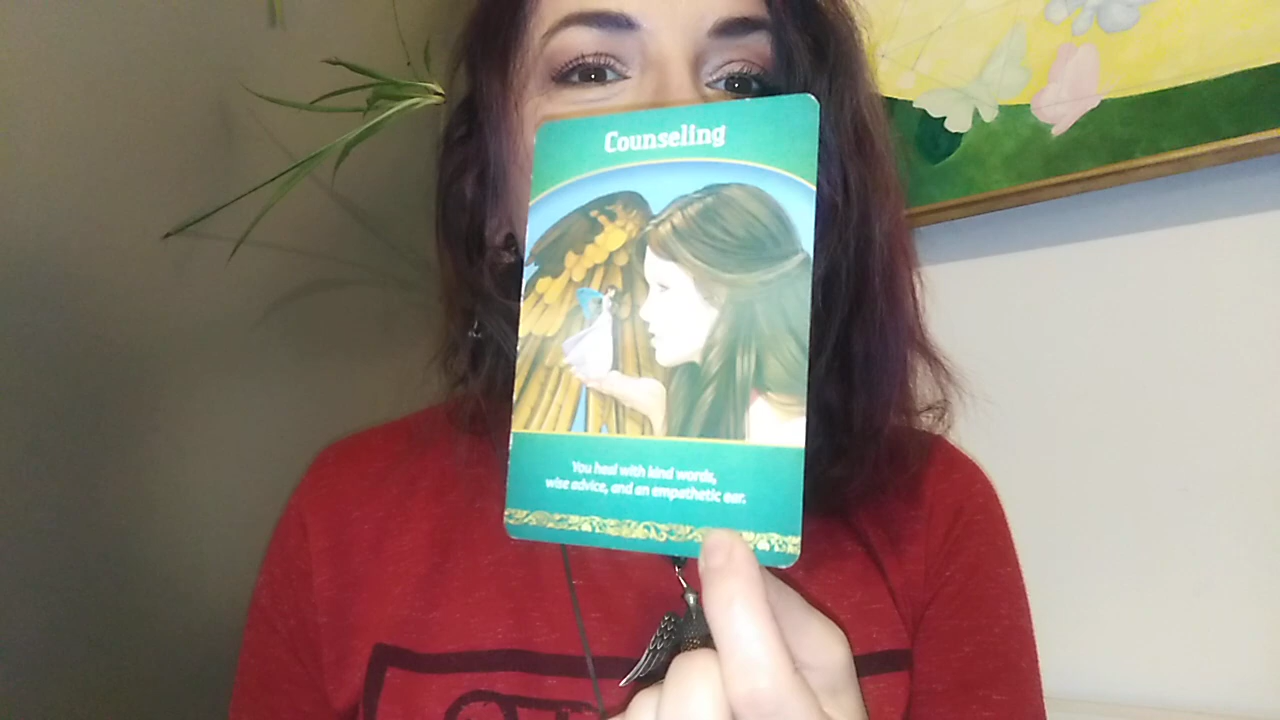 Counseling
You heal with kind words,
wise advice, and an empathetic ear.